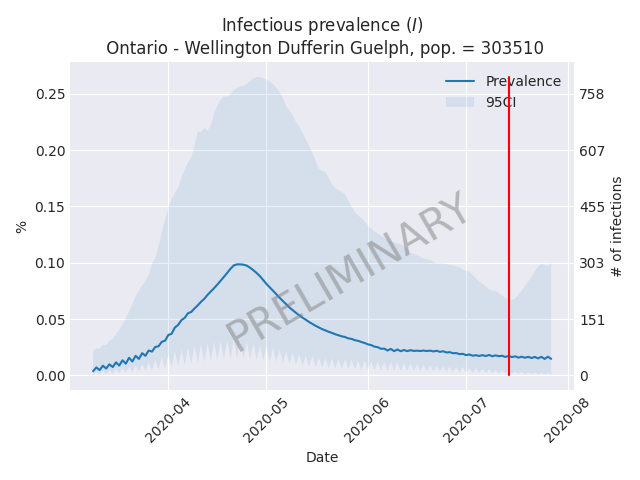 Infectious prevalence (I)
Ontario - Wellington Dufferin Guelph, pop. = 303510
Prevalence
95CI
0.25
0.20
0.15
0.10
0.05
0.00
%
758
607
455
303
151
0
# of infections
PRELIMINARY
2020-04
2020-05
2020-06
2020-07
2020-08
Date